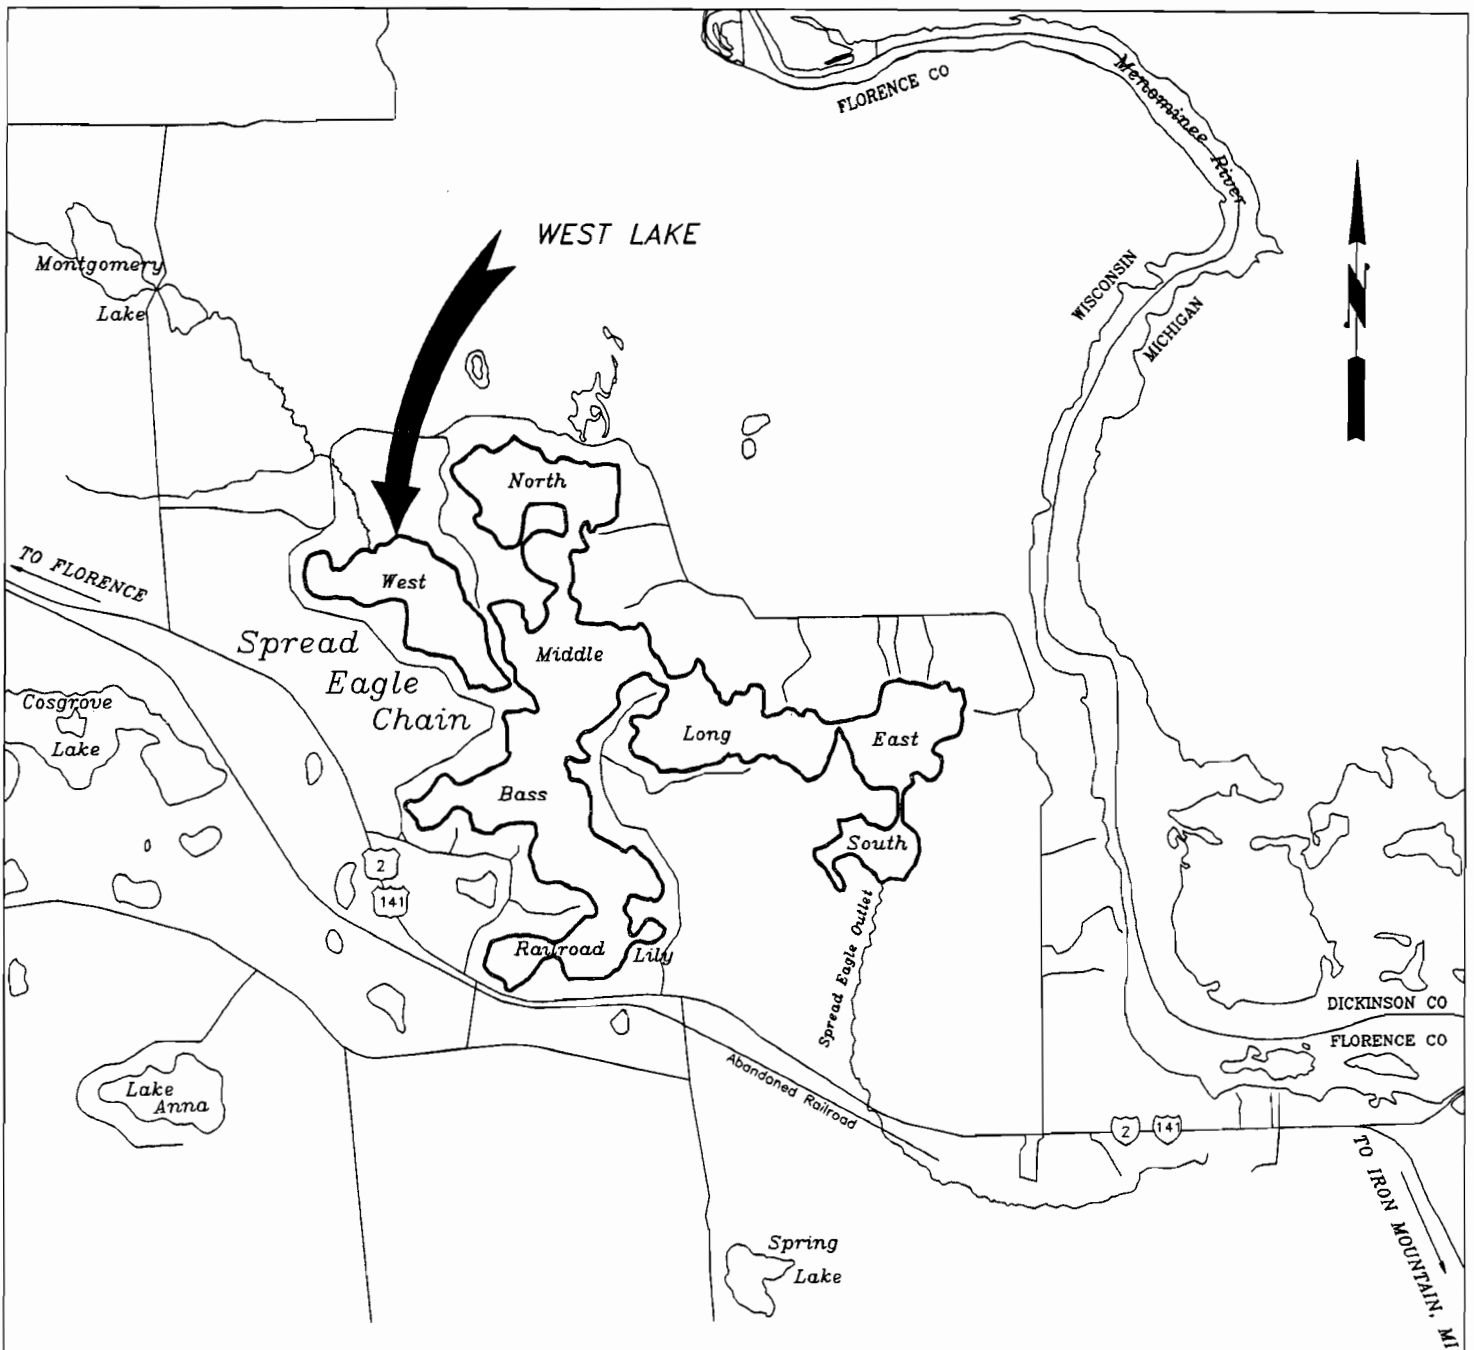 FLORENCE CO
Menominee River
WEST LAKE
WISCONSIN
MICHIGAN
N
Montgomery
Lake
North
TO FLORENCE
West
Spread
Eagle
Chain
Middle
Cosgrove
Lake
Long
East
Bass
South
2
141
Spread Eagle Outlet
Railroad
Lily
DICKINSON CO
FLORENCE CO
Abandoned Railroad
Lake
Anna
2
141
TO IRON MOUNTAIN, MI
Spring
Lake